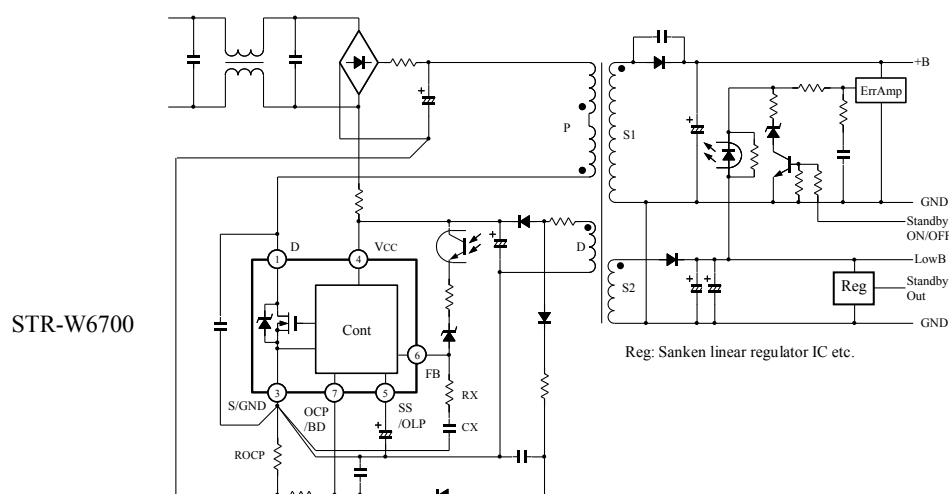 +B
ErrAmp
P
S1
GND
Standby
ON/OFF
D
VCC
D
1
4
LowB
S2
Reg
Standby
Out
GND
STR-W6700
Cont
Reg: Sanken linear regulator IC etc.
6
FB
3
7
5
S/GND
OCP
/BD
SS
/OLP
RX
CX
ROCP